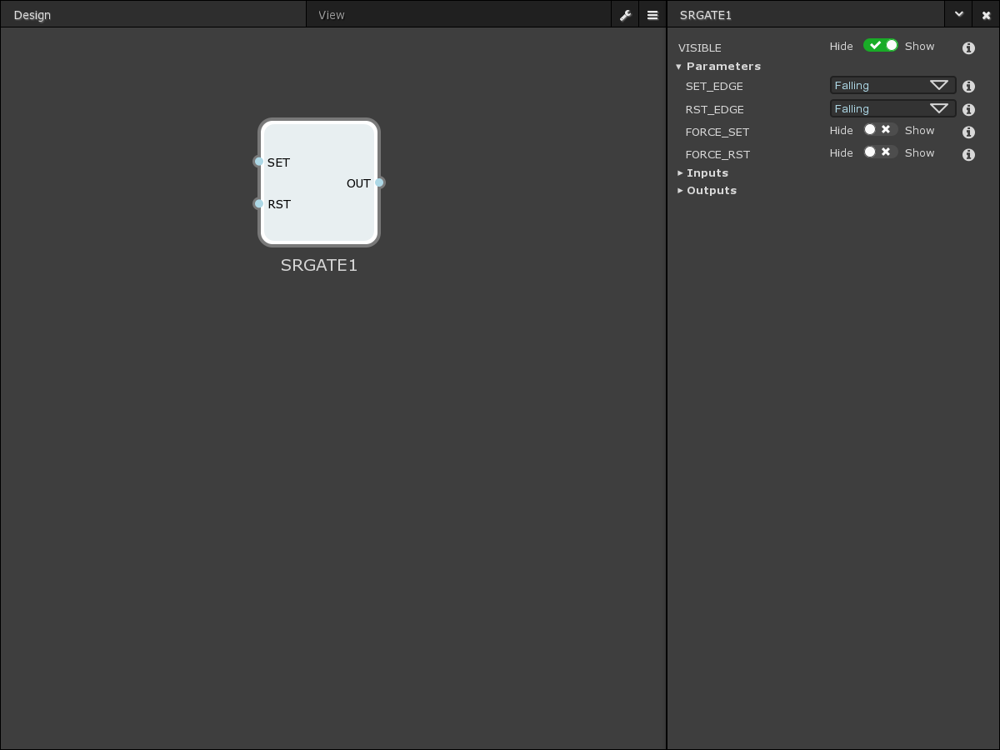 Design
View
SRGATE1
VISIBLE
Hide
Show
Parameters
SET_EDGE
Falling
RST_EDGE
Falling
FORCE_SET
Hide
Show
FORCE_RST
Hide
Show
Inputs
Outputs
SET
OUT
RST
SRGATE1